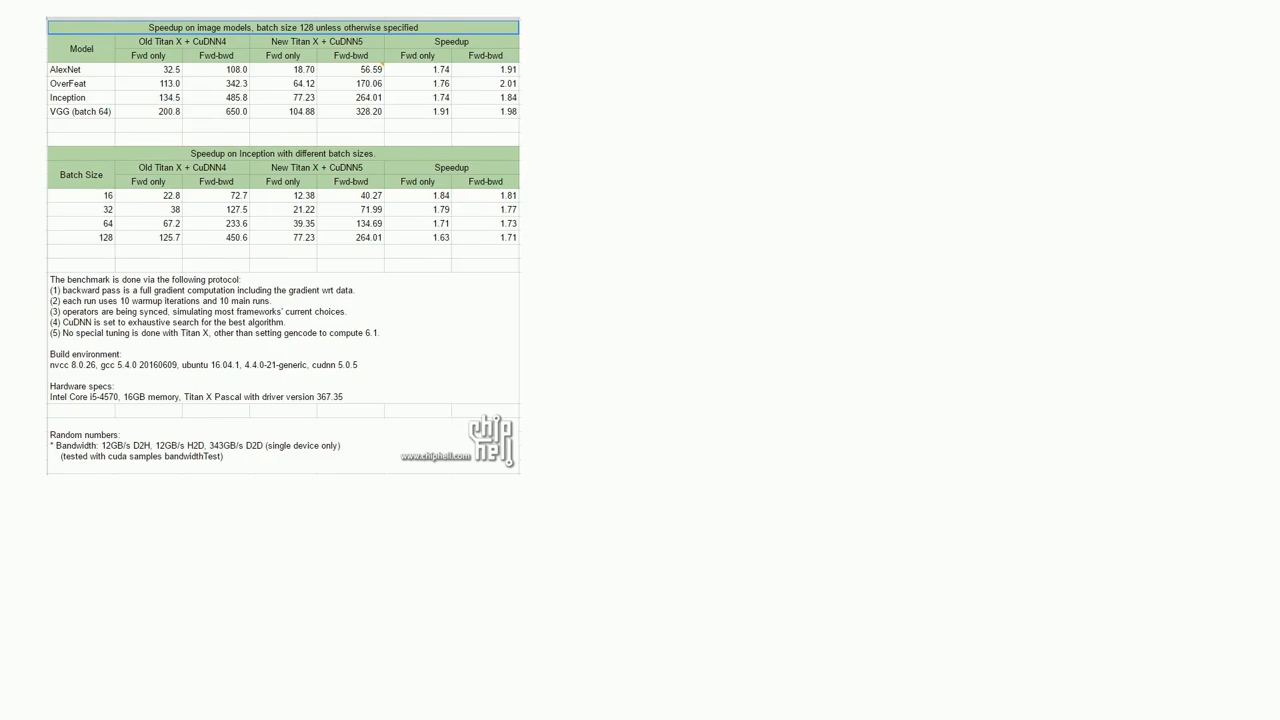 Speedup on image models, batch size 128 unless otherwise specified
Model Old Titan X + CuDNN4 New Titan X + CuDNN5 Speedup
Fwd only Fwd-bwd Fwd only Fwd-bwd Fwd only Fwd-bwd
AlexNet 32.5 108.0 18.70 56.59 1.74 1.91
OverFeat 113.0 342.3 64.12 170.06 1.76 2.01
Inception 134.5 485.8 77.23 264.01 1.74 1.84
VGG (batch 64) 200.8 650.0 104.88 328.20 1.91 1.98
Speedup on Inception with different batch sizes.
Batch Size Old Titan X + CuDNN4 New Titan X + CuDNN5 Speedup
Fwd only Fwd-bwd Fwd only Fwd-bwd Fwd only Fwd-bwd
16 22.8 72.7 12.38 40.27 1.84 1.81
32 38 127.5 21.22 71.99 1.79 1.77
64 67.2 233.6 39.35 134.69 1.71 1.73
128 125.7 450.6 77.23 264.01 1.63 1.71
The benchmark is done via the following protocol:
(1) backward pass is a full gradient computation including the gradient wrt data.
(2) each run uses 10 warmup iterations and 10 main runs.
(3) operators are being synced, simulating most frameworks' current choices.
(4) CuDNN is set to exhaustive search for the best algorithm.
(5) No special tuning is done with Titan X, other than setting gencode to compute 6.1.
Build environment:
nvcc 8.0.26, gcc 5.4.0 20160609, ubuntu 16.04.1, 4.4.0-21-generic, cudnn 5.0.5
Hardware specs:
Intel Core i5-4570, 16GB memory, Titan X Pascal with driver version 367.35
Random numbers:
* Bandwidth: 12GB/s D2H, 12GB/s H2D, 343GB/s D2D (single device only)
(tested with cuda samples bandwidthTest)
www.chiphell.com
chip
hell